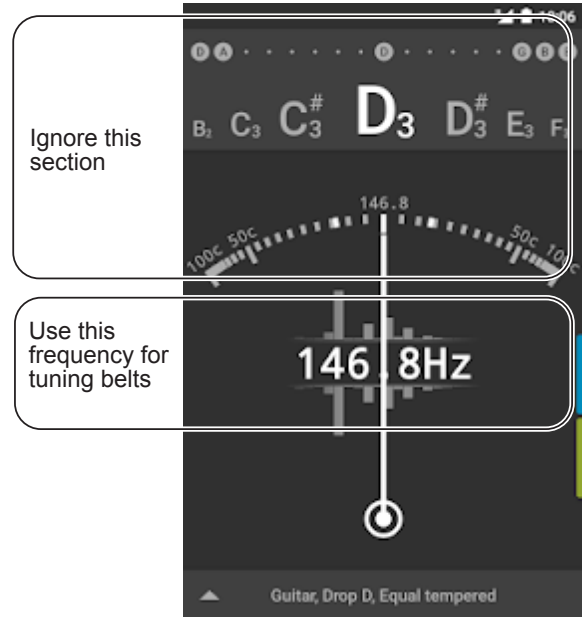 18:06
D A D G B E
Ignore this
section
B2 C3 C#3 D3 D#3 E3 F3
146.8
100c 50c 50c 100c
Use this
frequency for
tuning belts
146.8Hz
Guitar, Drop D, Equal tempered